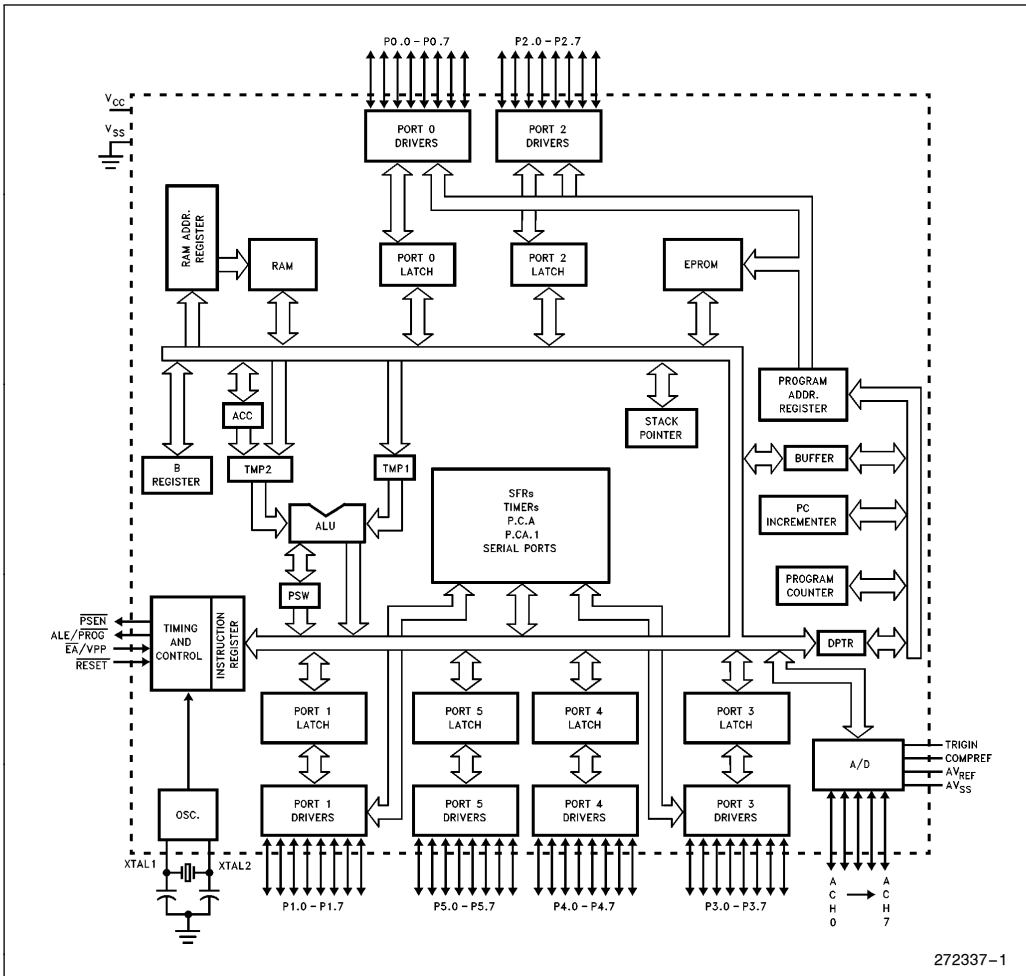 P0.0 – P0.7
P2.0 – P2.7
VCC
VSS
PORT 0
DRIVERS
PORT 2
DRIVERS
RAM ADDR.
REGISTER
RAM
PORT 0
LATCH
PORT 2
LATCH
EPROM
PROGRAM
ADDR.
REGISTER
ACC
STACK
POINTER
B
REGISTER
TMP2
TMP1
BUFFER
SFRs
TIMERs
P.C.A
P.CA.1
SERIAL PORTS
ALU
PC
INCREMENTER
PSW
PROGRAM
COUNTER
PSEN
ALE/PROG
EA/VPP
RESET
TIMING
AND
CONTROL
INSTRUCTION
REGISTER
DPTR
PORT 1
LATCH
PORT 5
LATCH
PORT 4
LATCH
PORT 3
LATCH
A/D
TRIGIN
COMPREF
AVREF
AVSS
OSC.
PORT 1
DRIVERS
PORT 5
DRIVERS
PORT 4
DRIVERS
PORT 3
DRIVERS
XTAL1
XTAL2
P1.0 – P1.7
P5.0 – P5.7
P4.0 – P4.7
P3.0 – P3.7
ACH0
ACH7
272337–1